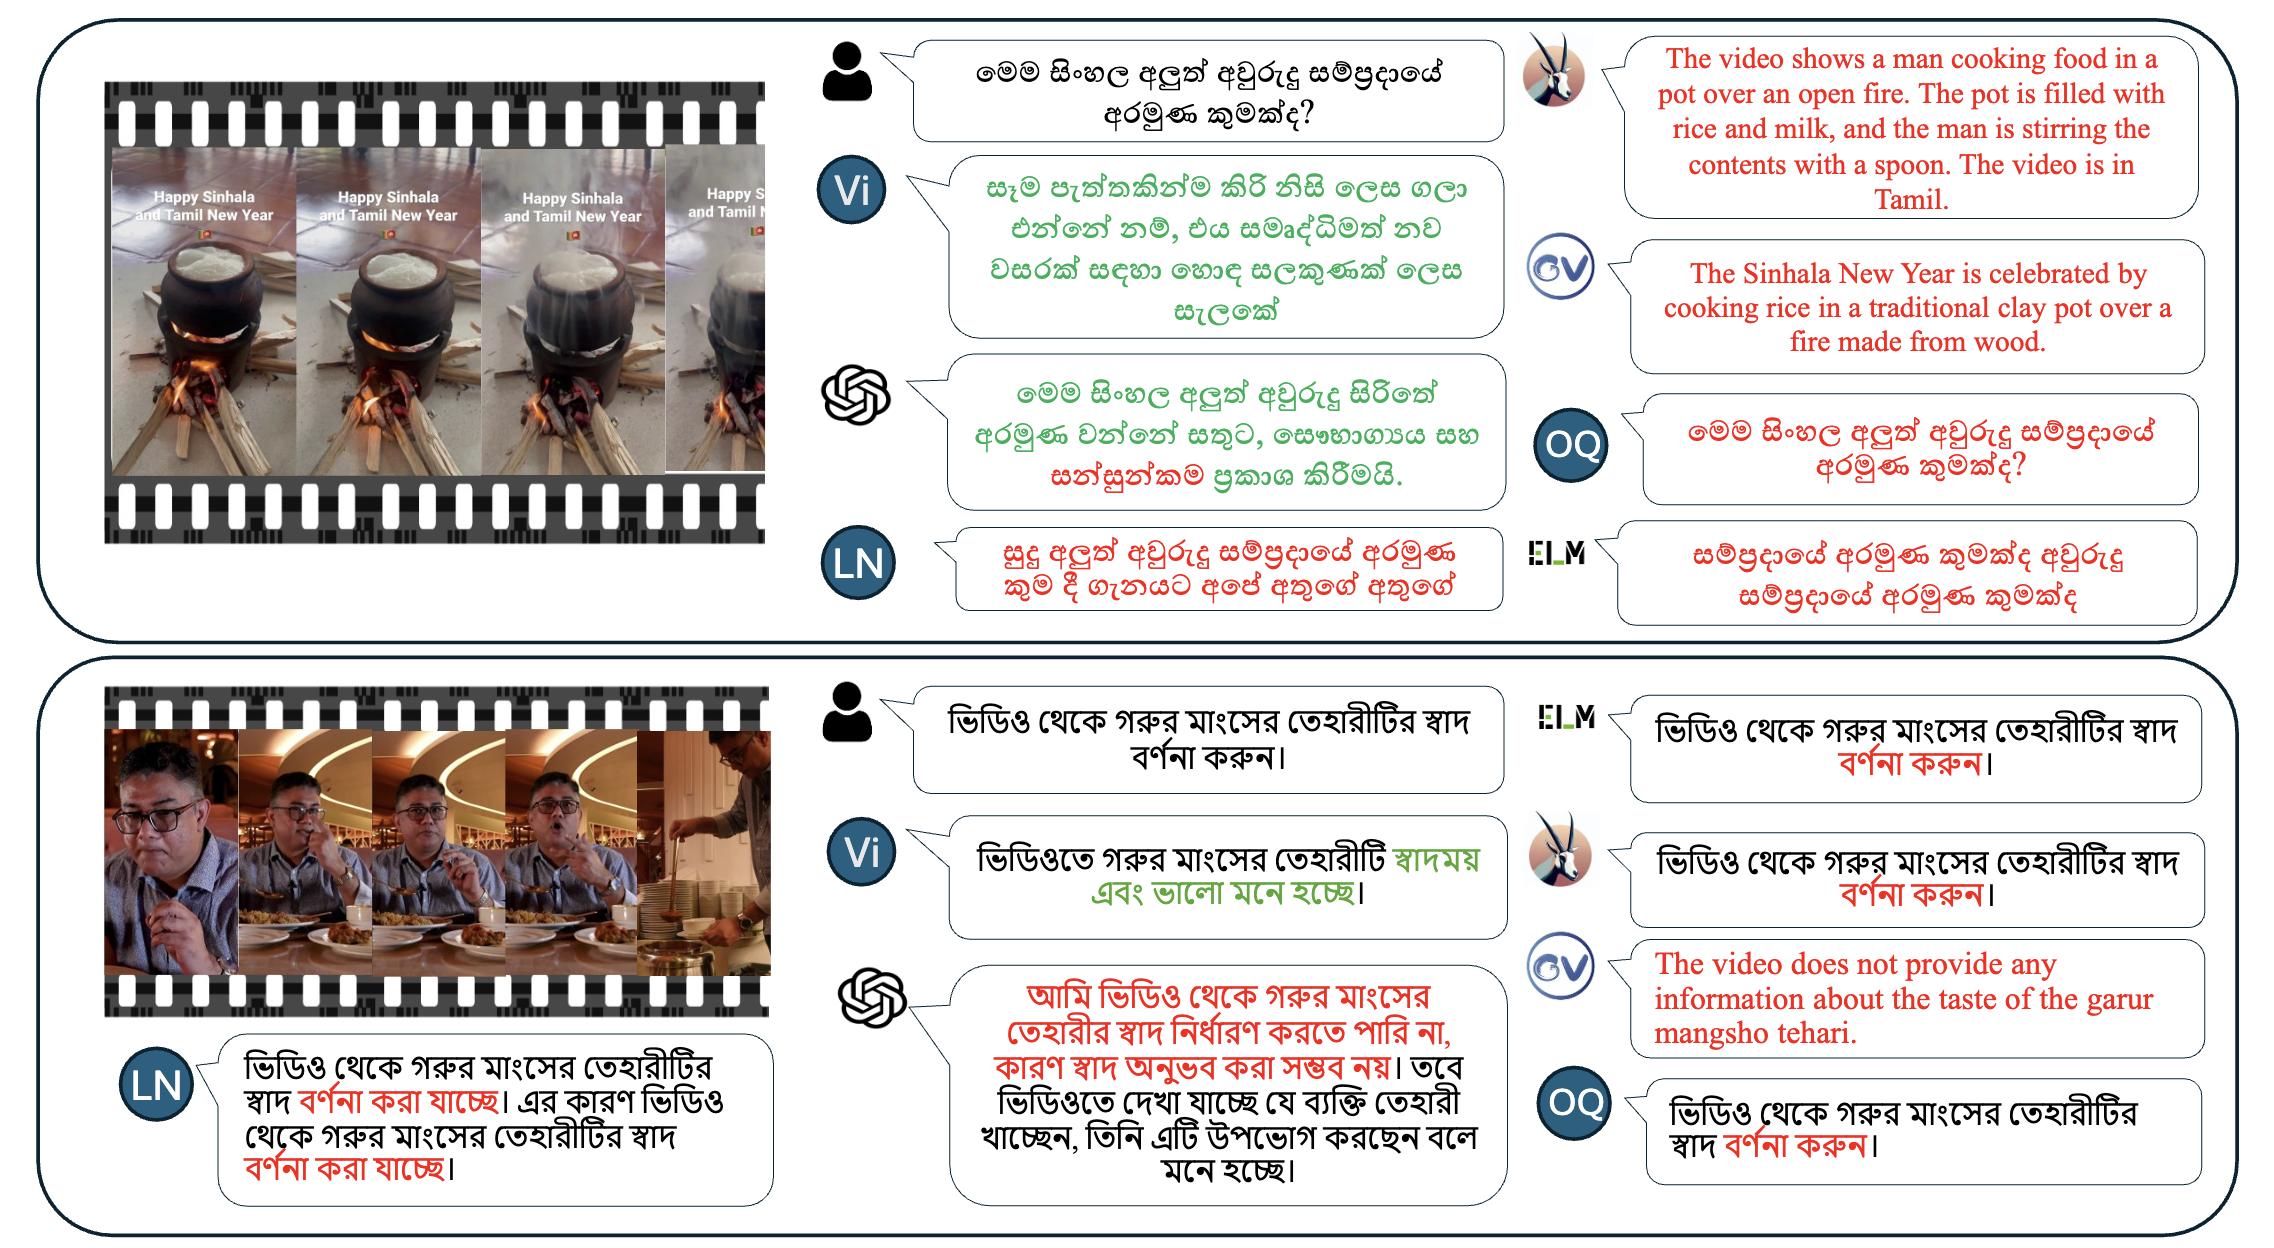 Happy Sinhala
and Tamil New Year
Happy Sinhala
and Tamil New Year
Happy Sinhala
and Tamil New Year
Happy S
and Tamil N
මෙම සිංහල අලුත් අවුරුදු සම්ප්‍රදායේ
අරමුණ කුමක්ද?
Vi
සෑම පැත්තකින්ම කිරි නිසි ලෙස ගලා
එන්නේ නම්, එය සමෘද්ධිමත් නව
වසරක් සඳහා හොඳ සලකුණක් ලෙස
සැලකේ
මෙම සිංහල අලුත් අවුරුදු සිරිතේ
අරමුණ වන්නේ සතුට, සෞභාග්‍යය සහ
සන්සුන්කම ප්‍රකාශ කිරීමයි.
LN
සුදු අලුත් අවුරුදු සම්ප්‍රදායේ අරමුණ
කුම දී ගැනයට අපේ අතුගේ අතුගේ
The video shows a man cooking food in a
pot over an open fire. The pot is filled with
rice and milk, and the man is stirring the
contents with a spoon. The video is in
Tamil.
GV
The Sinhala New Year is celebrated by
cooking rice in a traditional clay pot over a
fire made from wood.
OQ
මෙම සිංහල අලුත් අවුරුදු සම්ප්‍රදායේ
අරමුණ කුමක්ද?
ELM
සම්ප්‍රදායේ අරමුණ කුමක්ද අවුරුදු
සම්ප්‍රදායේ අරමුණ කුමක්ද
LN
ভিডিও থেকে গরুর মাংসের তেহারীটির
স্বাদ বর্ণনা করা যাচ্ছে। এর কারণ ভিডিও
থেকে গরুর মাংসের তেহারীটির স্বাদ
বর্ণনা করা যাচ্ছে।
ভিডিও থেকে গরুর মাংসের তেহারীটির স্বাদ
বর্ণনা করুন।
Vi
ভিডিওতে গরুর মাংসের তেহারীটি স্বাদময়
এবং ভালো মনে হচ্ছে।
আমি ভিডিও থেকে গরুর মাংসের
তেহারীর স্বাদ নির্ধারণ করতে পারি না,
কারণ স্বাদ অনুভব করা সম্ভব নয়। তবে
ভিডিওতে দেখা যাচ্ছে যে ব্যক্তি তেহারী
খাচ্ছেন, তিনি এটি উপভোগ করছেন বলে
মনে হচ্ছে।
ELM
ভিডিও থেকে গরুর মাংসের তেহারীটির স্বাদ
বর্ণনা করুন।
ভিডিও থেকে গরুর মাংসের তেহারীটির স্বাদ
বর্ণনা করুন।
GV
The video does not provide any
information about the taste of the garur
mangsho tehari.
OQ
ভিডিও থেকে গরুর মাংসের তেহারীটির
স্বাদ বর্ণনা করুন।